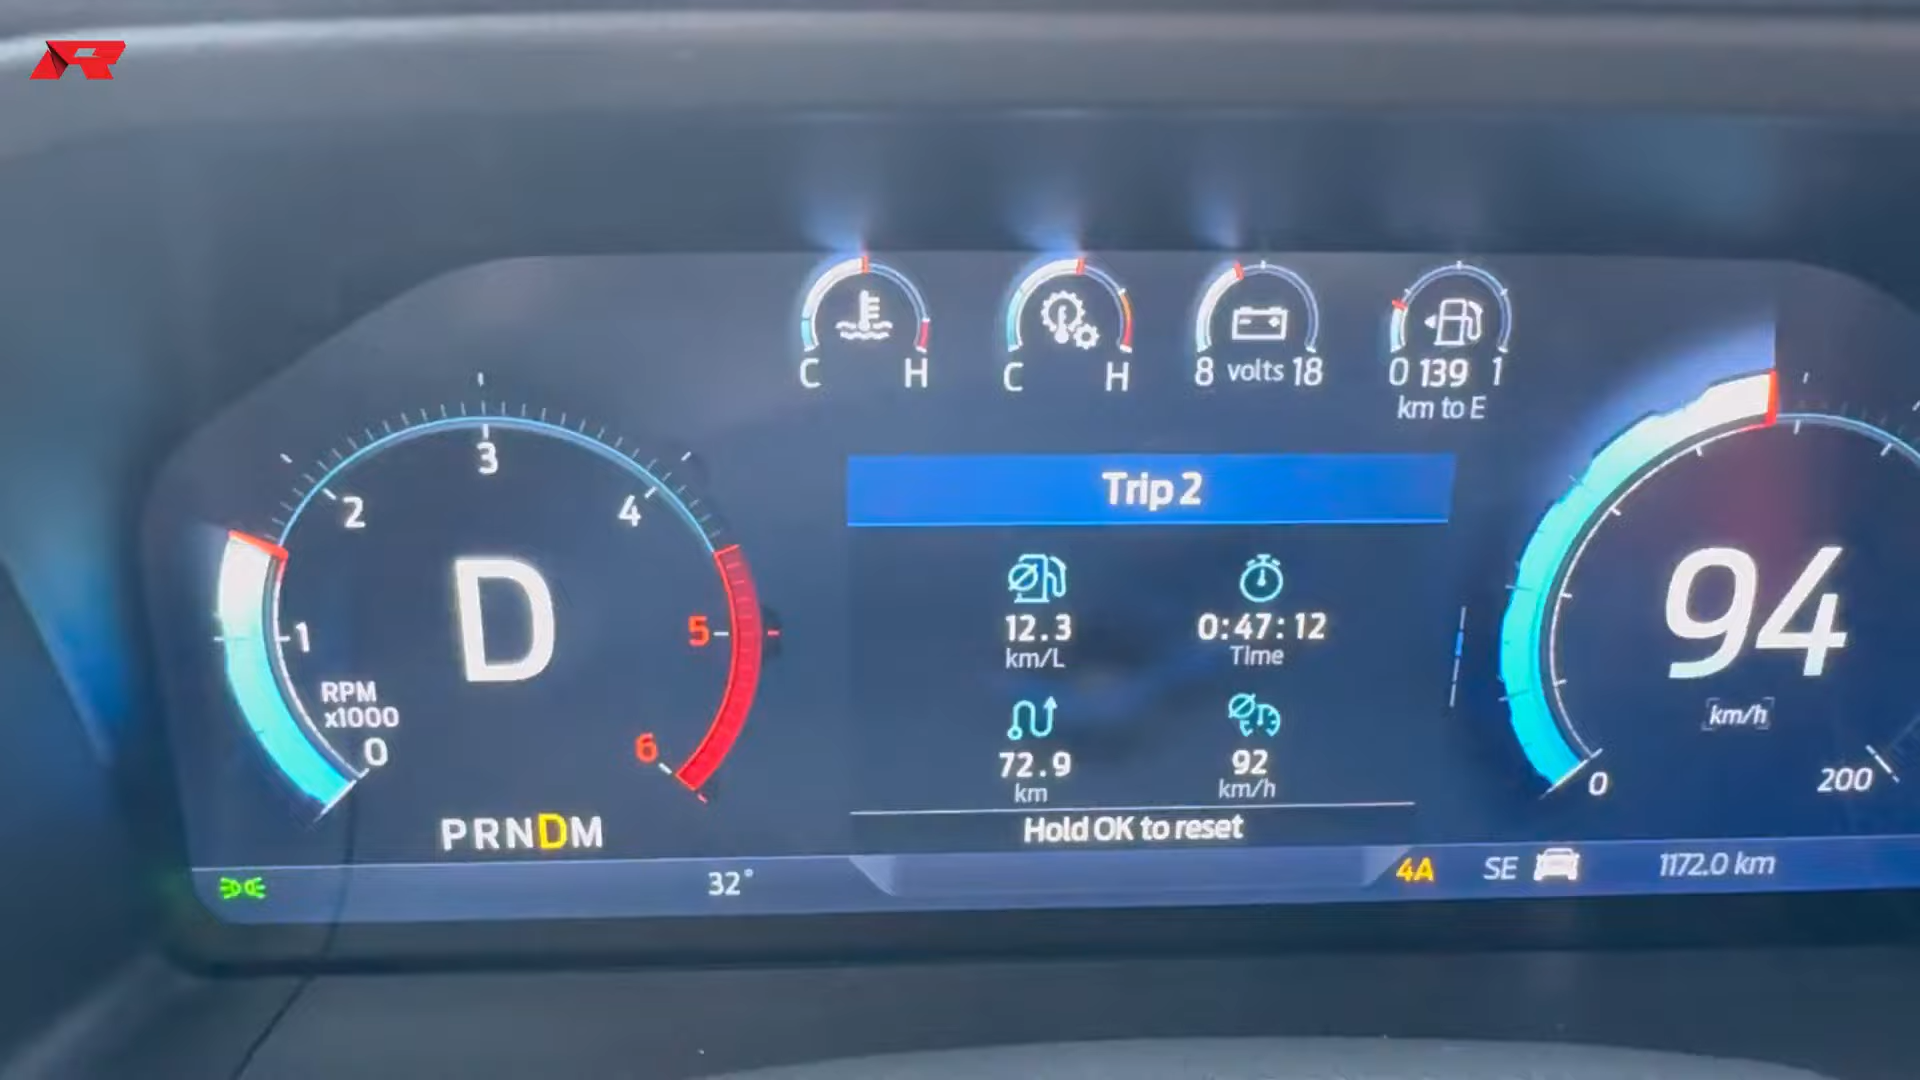 C H
C H
8 volts 18
0 139 1
km to E
1
2
3
4
5
6
0
RPM
x1000
D
PRNDM
Trip 2
12.3
km/L
0:47:12
Time
72.9
km
92
km/h
Hold OK to reset
94
km/h
0
200
32°
4A
SE
1172.0 km